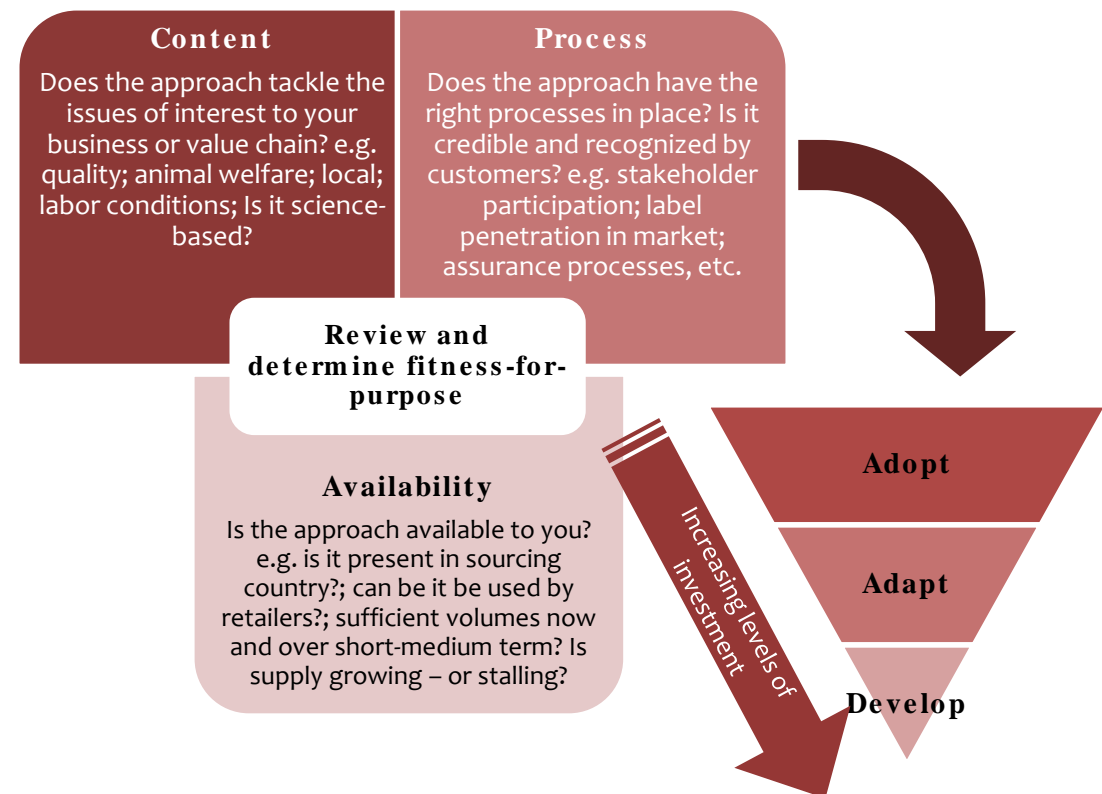 Content
Does the approach tackle the
issues of interest to your
business or value chain? e.g.
quality; animal welfare; local;
labor conditions; Is it science-
based?
Process
Does the approach have the
right processes in place? Is it
credible and recognized by
customers? e.g. stakeholder
participation; label
penetration in market;
assurance processes, etc.
Review and
determine fitness-for-
purpose
Availability
Is the approach available to you?
e.g. is it present in sourcing
country?; can be it be used by
retailers?; sufficient volumes now
and over short-medium term? Is
supply growing – or stalling?
Increasing levels of
investment
Adopt
Adapt
Develop